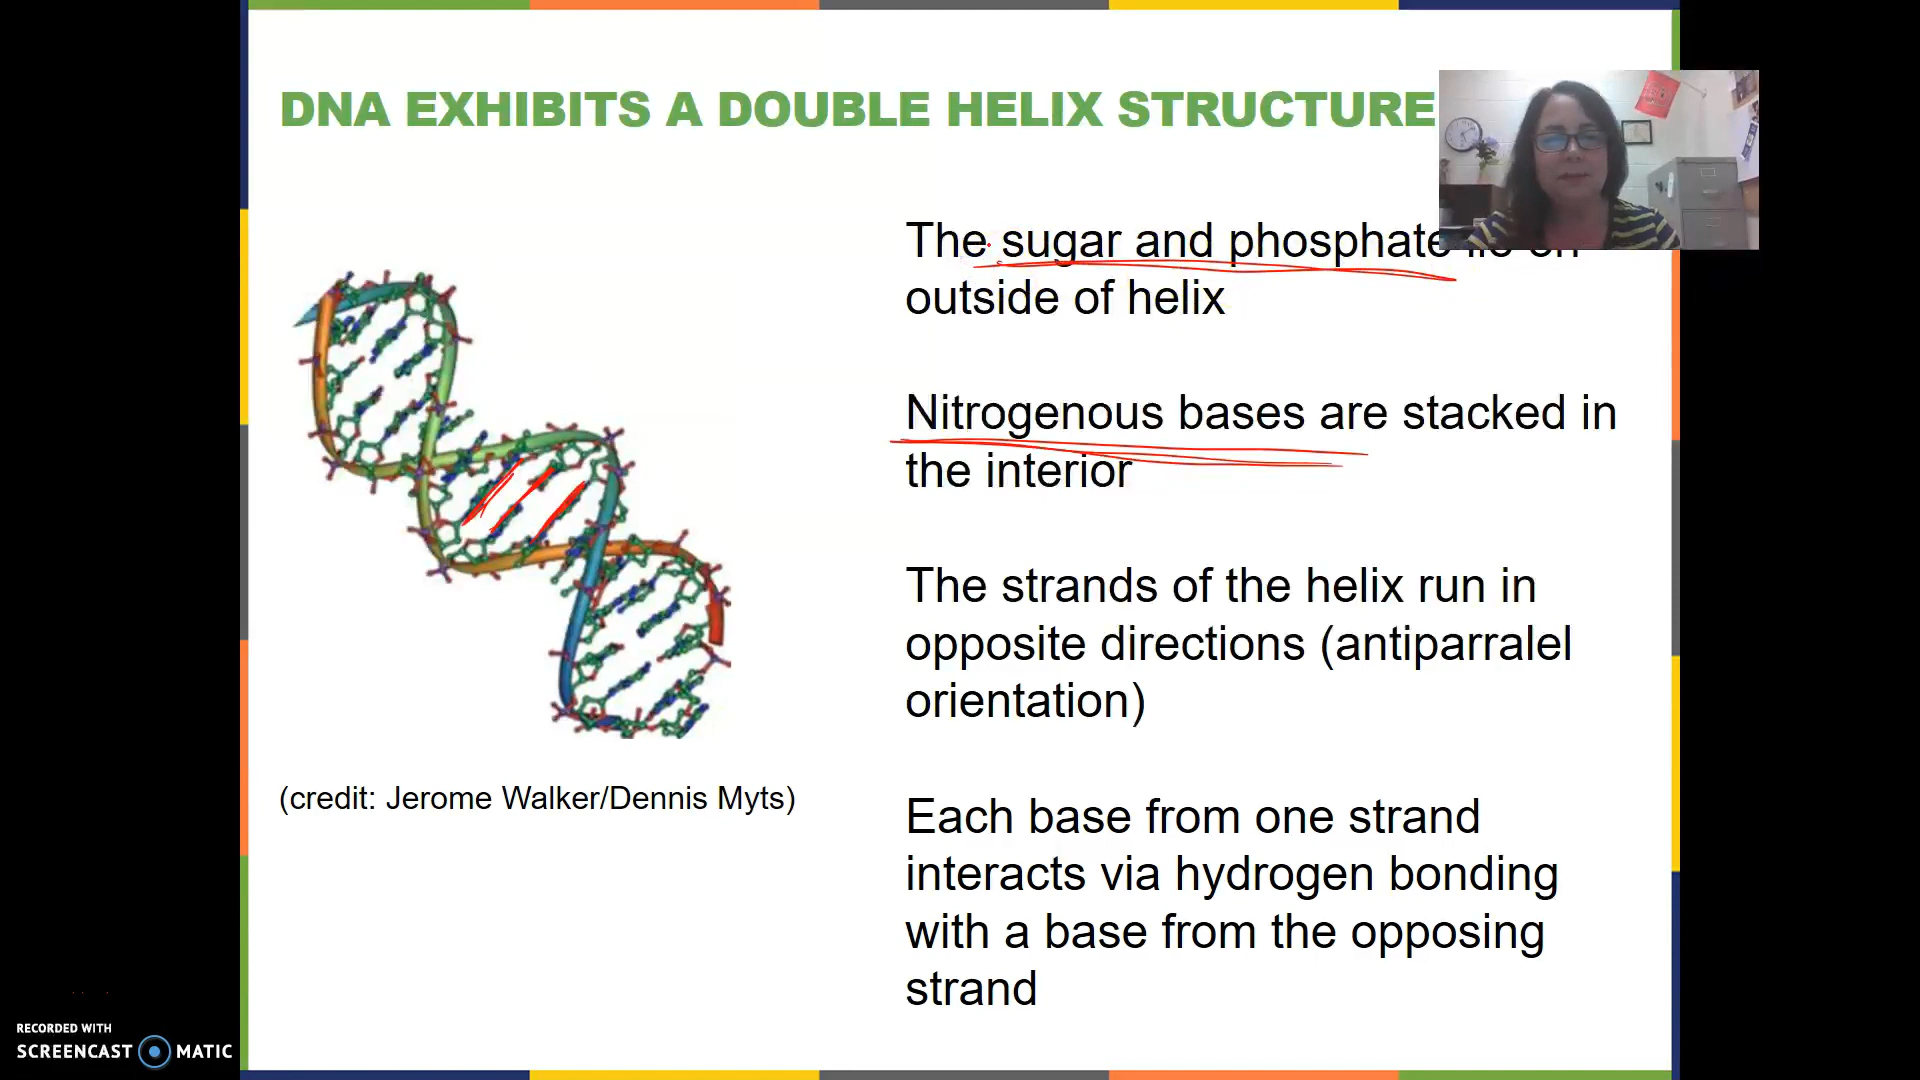 DNA EXHIBITS A DOUBLE HELIX STRUCTURE
The sugar and phosphate lie on
outside of helix
Nitrogenous bases are stacked in
the interior
The strands of the helix run in
opposite directions (antiparralel
orientation)
Each base from one strand
interacts via hydrogen bonding
with a base from the opposing
strand
(credit: Jerome Walker/Dennis Myts)
RECORDED WITH
SCREENCAST MATIC